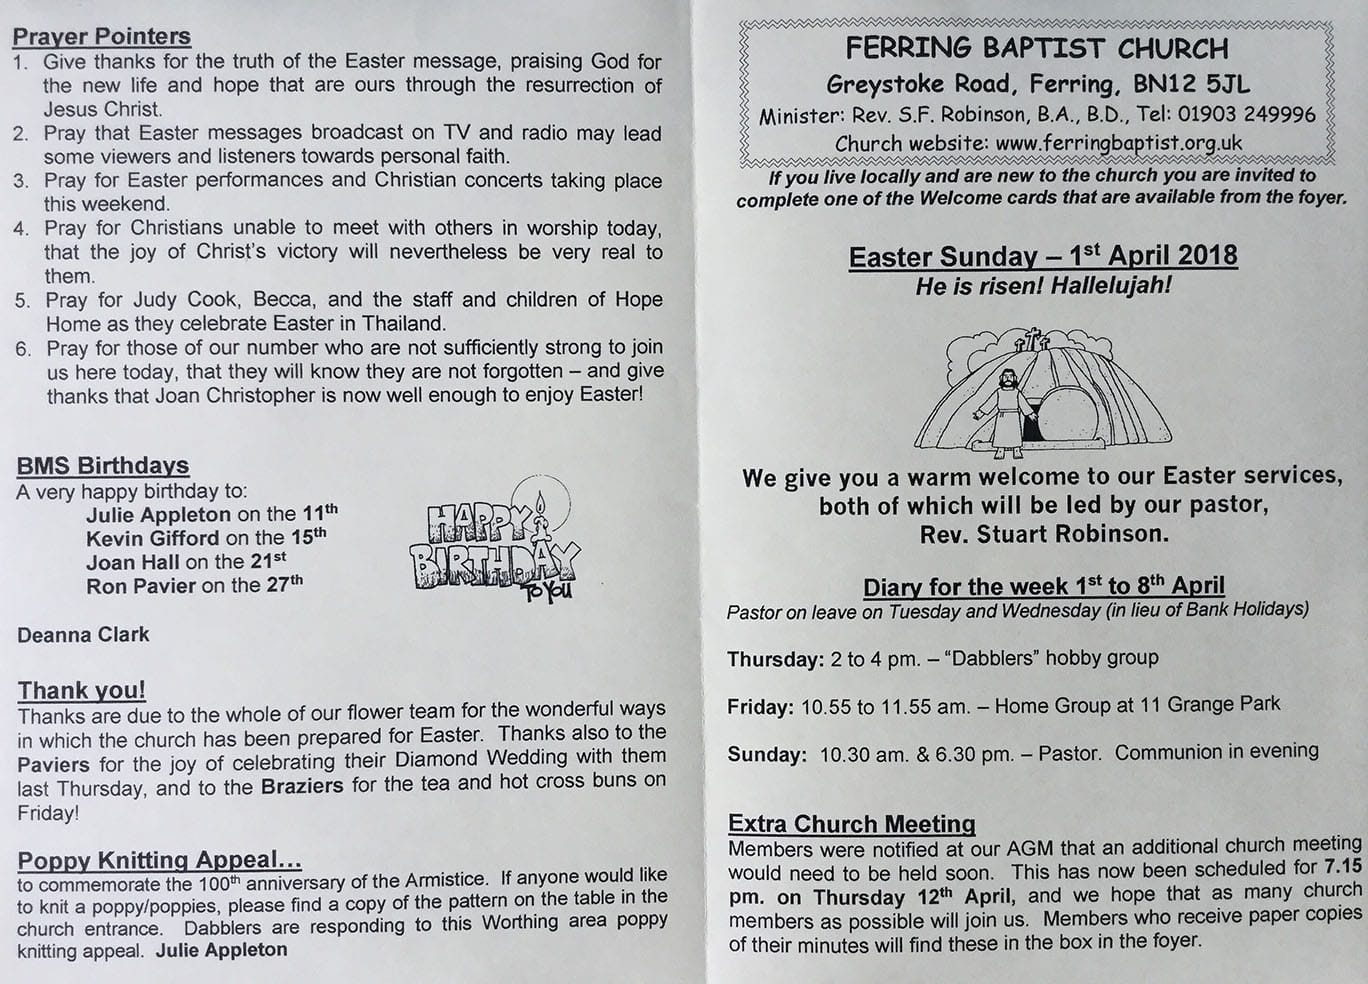 Prayer Pointers
1. Give thanks for the truth of the Easter message, praising God for
the new life and hope that are ours through the resurrection of
Jesus Christ.
2. Pray that Easter messages broadcast on TV and radio may lead
some viewers and listeners towards personal faith.
3. Pray for Easter performances and Christian concerts taking place
this weekend.
4. Pray for Christians unable to meet with others in worship today,
that the joy of Christ's victory will nevertheless be very real to
them.
5. Pray for Judy Cook, Becca, and the staff and children of Hope
Home as they celebrate Easter in Thailand.
6. Pray for those of our number who are not sufficiently strong to join
us here today, that they will know they are not forgotten – and give
thanks that Joan Christopher is now well enough to enjoy Easter!
BMS Birthdays
A very happy birthday to:
Julie Appleton on the 11th
Kevin Gifford on the 15th
Joan Hall on the 21st
Ron Pavier on the 27th
HAPPY
BIRTHDAY
TO YOU
Deanna Clark
Thank you!
Thanks are due to the whole of our flower team for the wonderful ways
in which the church has been prepared for Easter. Thanks also to the
Paviers for the joy of celebrating their Diamond Wedding with them
last Thursday, and to the Braziers for the tea and hot cross buns on
Friday!
Poppy Knitting Appeal...
to commemorate the 100th anniversary of the Armistice. If anyone would like
to knit a poppy/poppies, please find a copy of the pattern on the table in the
church entrance. Dabblers are responding to this Worthing area poppy
knitting appeal. Julie Appleton
FERRING BAPTIST CHURCH
Greystoke Road, Ferring, BN12 5JL
Minister: Rev. S.F. Robinson, B.A., B.D., Tel: 01903 249996
Church website: www.ferringbaptist.org.uk
If you live locally and are new to the church you are invited to
complete one of the Welcome cards that are available from the foyer.
Easter Sunday – 1st April 2018
He is risen! Hallelujah!
We give you a warm welcome to our Easter services,
both of which will be led by our pastor,
Rev. Stuart Robinson.
Diary for the week 1st to 8th April
Pastor on leave on Tuesday and Wednesday (in lieu of Bank Holidays)
Thursday: 2 to 4 pm. – “Dabblers” hobby group
Friday: 10.55 to 11.55 am. – Home Group at 11 Grange Park
Sunday: 10.30 am. & 6.30 pm. – Pastor. Communion in evening
Extra Church Meeting
Members were notified at our AGM that an additional church meeting
would need to be held soon. This has now been scheduled for 7.15
pm. on Thursday 12th April, and we hope that as many church
members as possible will join us. Members who receive paper copies
of their minutes will find these in the box in the foyer.